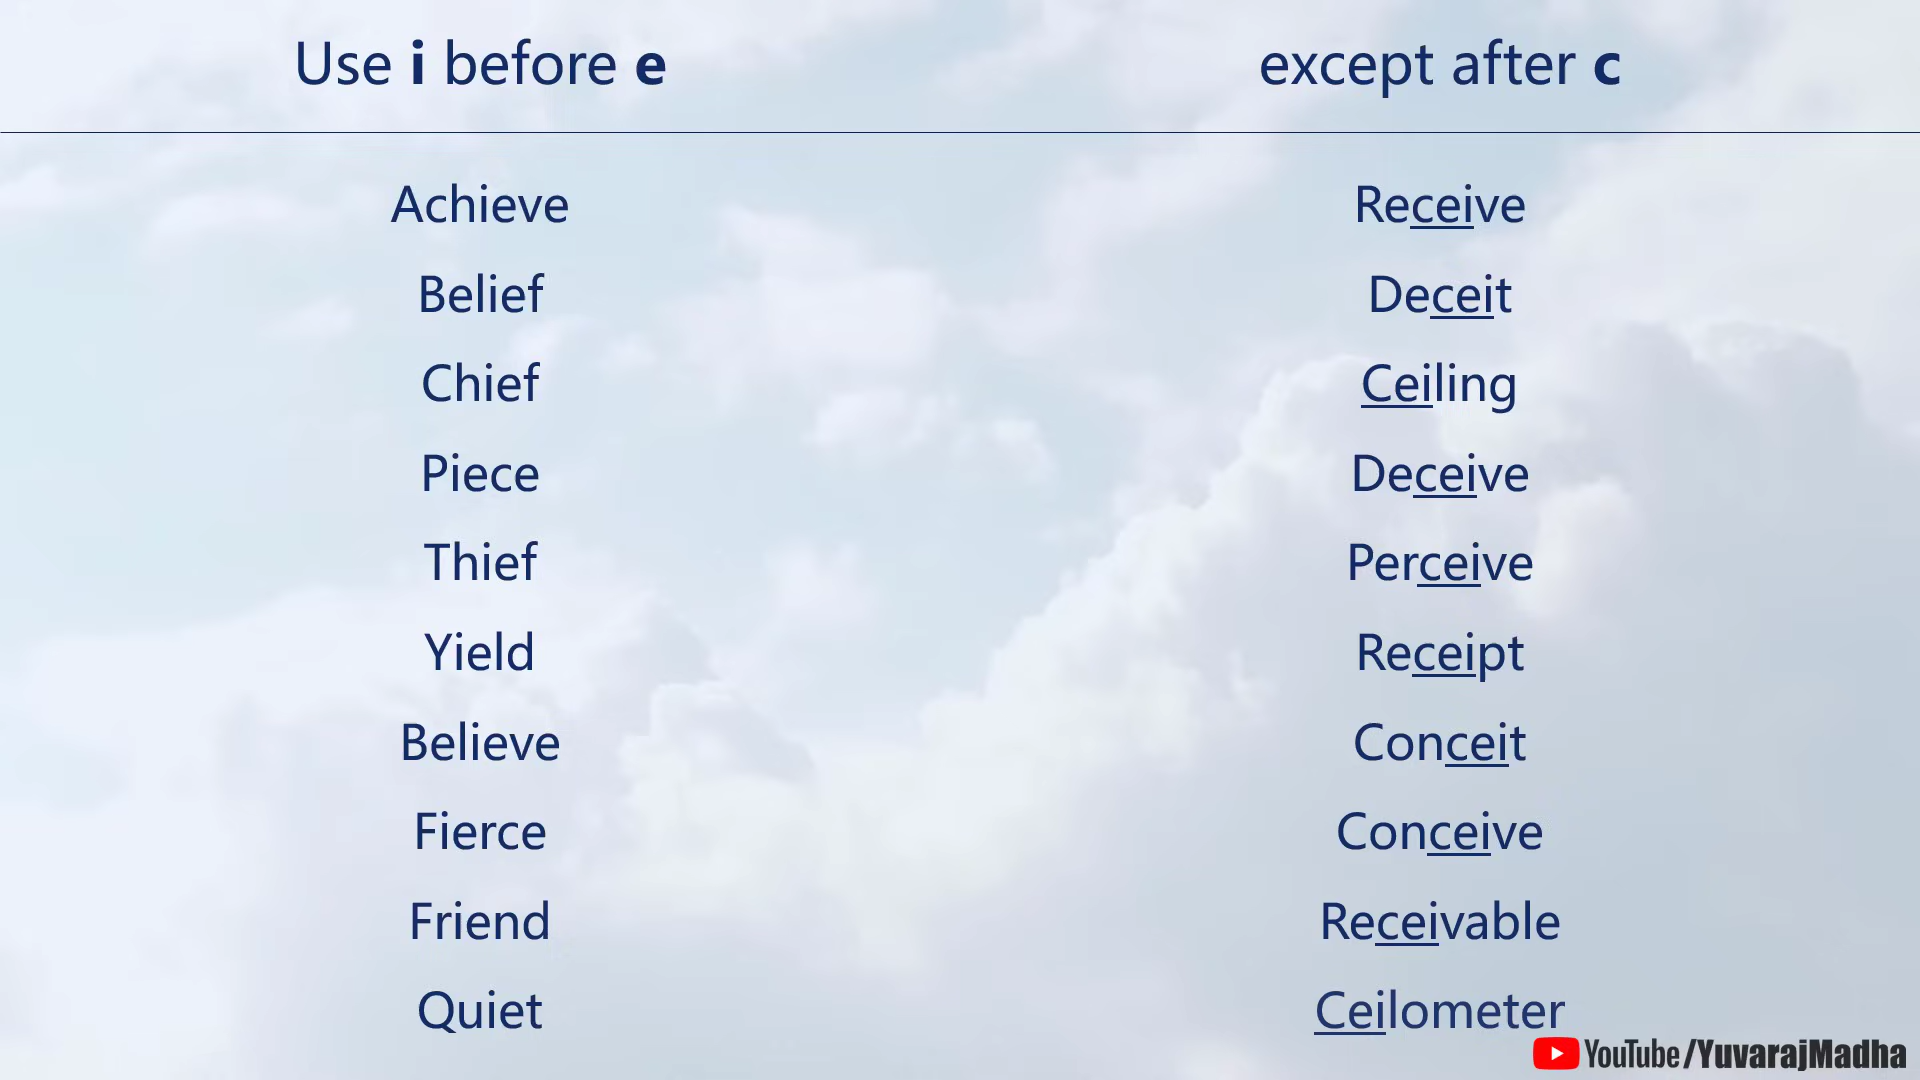 Use i before e
except after c
Achieve
Receive
Belief
Deceit
Chief
Ceiling
Piece
Deceive
Thief
Perceive
Yield
Receipt
Believe
Conceit
Fierce
Conceive
Friend
Receivable
Quiet
Ceilometer
YouTube/YuvarajMadha